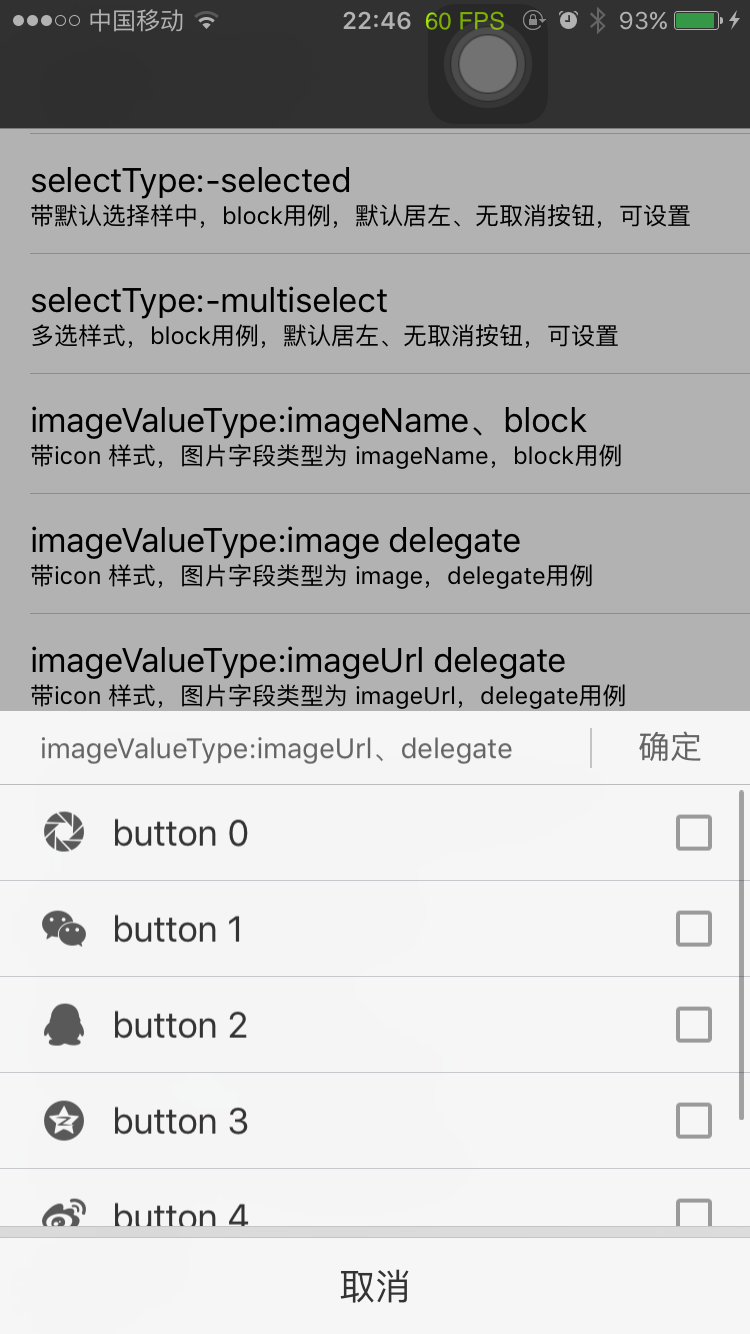 中国移动 22:46 60 FPS 93%
selectType:-selected
带默认选择样中，block用例，默认居左、无取消按钮，可设置
selectType:-multiselect
多选样式，block用例，默认居左、无取消按钮，可设置
imageValueType:imageName、block
带icon 样式，图片字段类型为 imageName，block用例
imageValueType:image delegate
带icon 样式，图片字段类型为 image，delegate用例
imageValueType:imageUrl delegate
带icon 样式，图片字段类型为 imageUrl，delegate用例
imageValueType:imageUrl、delegate 确定
button 0
button 1
button 2
button 3
button 4
取消